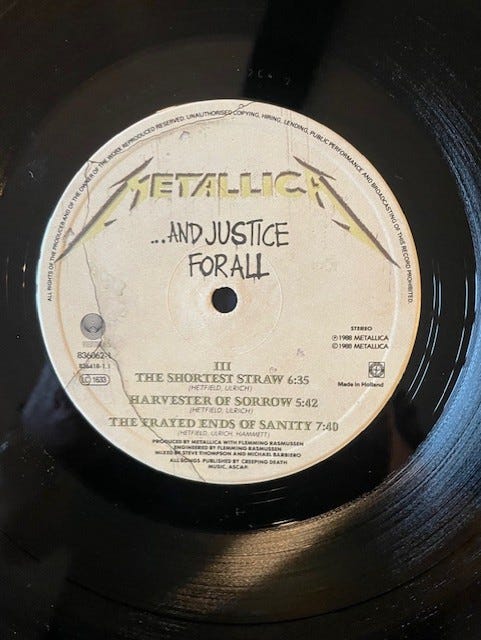 ALL RIGHTS OF THE PRODUCER AND OF THE OWNER OF THE WORK REPRODUCED RESERVED. UNAUTHORISED COPYING, HIRING, LENDING, PUBLIC PERFORMANCE AND BROADCASTING OF THIS RECORD PROHIBITED.
METALLICA
...AND JUSTICE
FOR ALL
STEREO
℗ 1988 METALLICA
© 1988 METALLICA
836062-1
836418-1.1
LC 1633
Made in Holland
III
THE SHORTEST STRAW 6:35
(HETFIELD, ULRICH)
HARVESTER OF SORROW 5:42
(HETFIELD, ULRICH)
THE FRAYED ENDS OF SANITY 7:40
(HETFIELD, ULRICH, HAMMETT)
PRODUCED BY METALLICA WITH FLEMMING RASMUSSEN
ENGINEERED BY FLEMMING RASMUSSEN
MIXED BY STEVE THOMPSON AND MICHAEL BARBIERO
ALL SONGS PUBLISHED BY CREEPING DEATH
MUSIC, ASCAP.